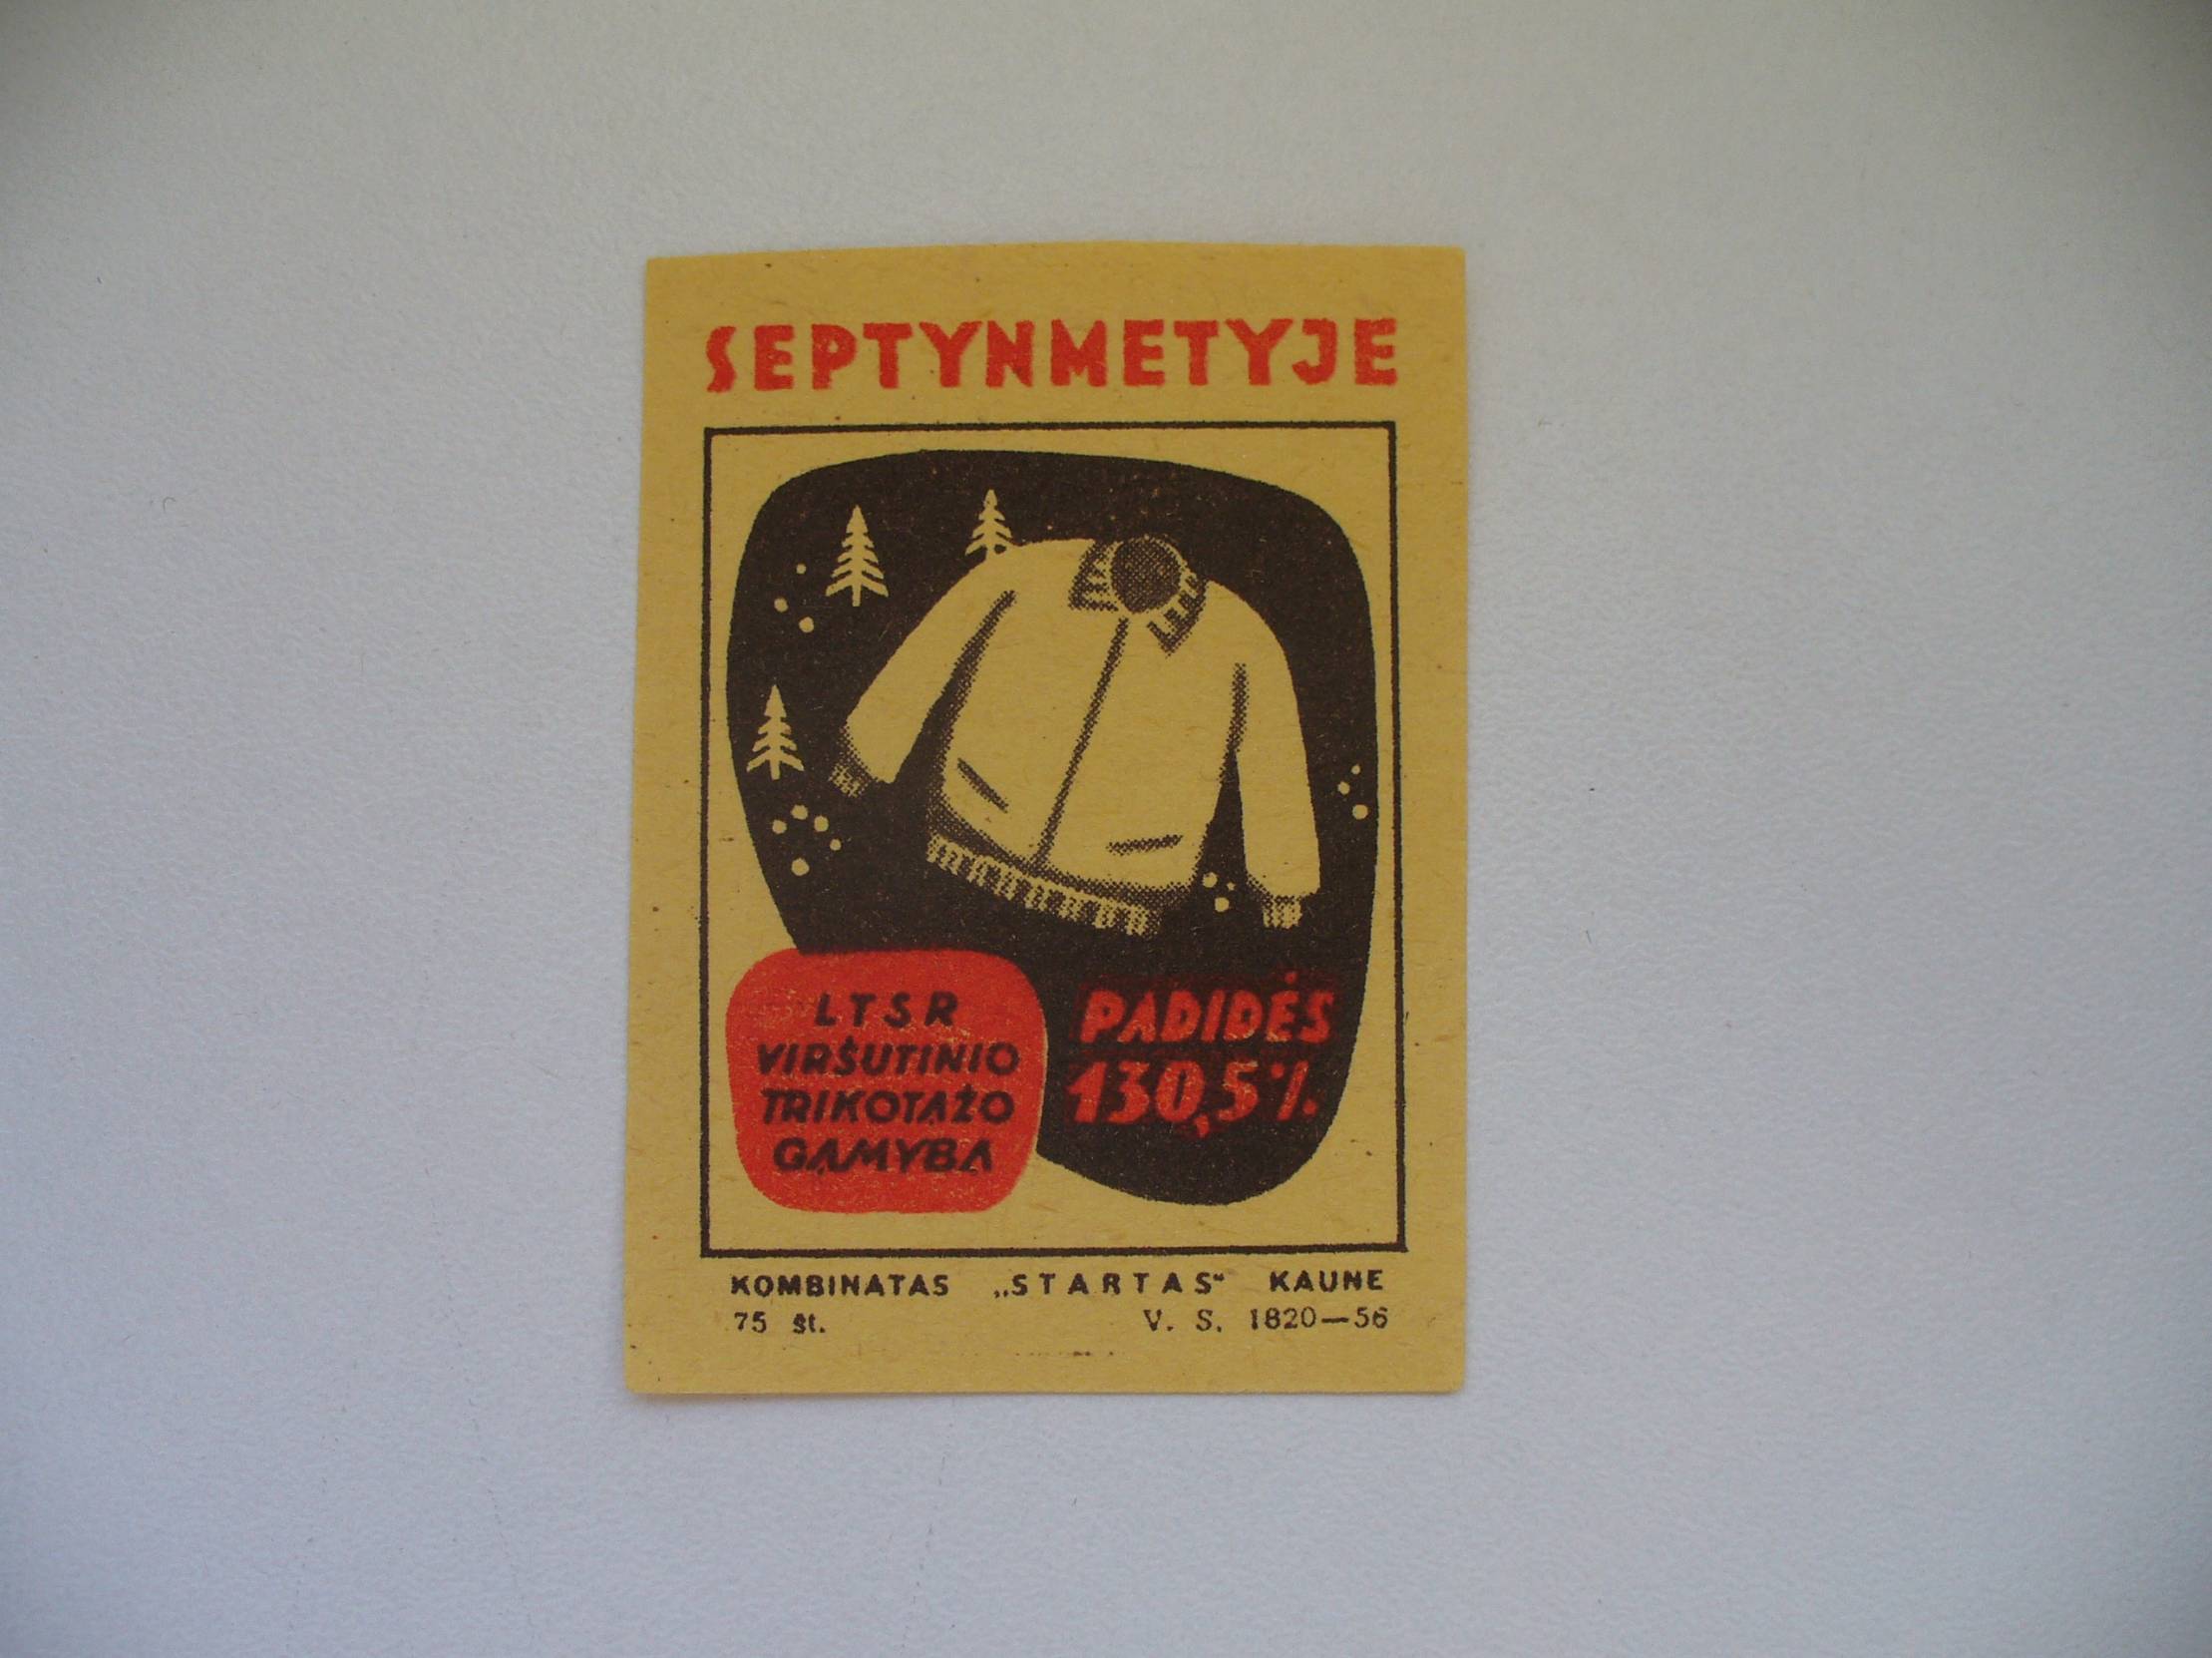 SEPTYNMETYJE
LTSR
VIRŠUTINIO
TRIKOTAŽO
GAMYBA
PADIDĖS
130,5%
KOMBINATAS „STARTAS“ KAUNE
75 št. V. S. 1820—56